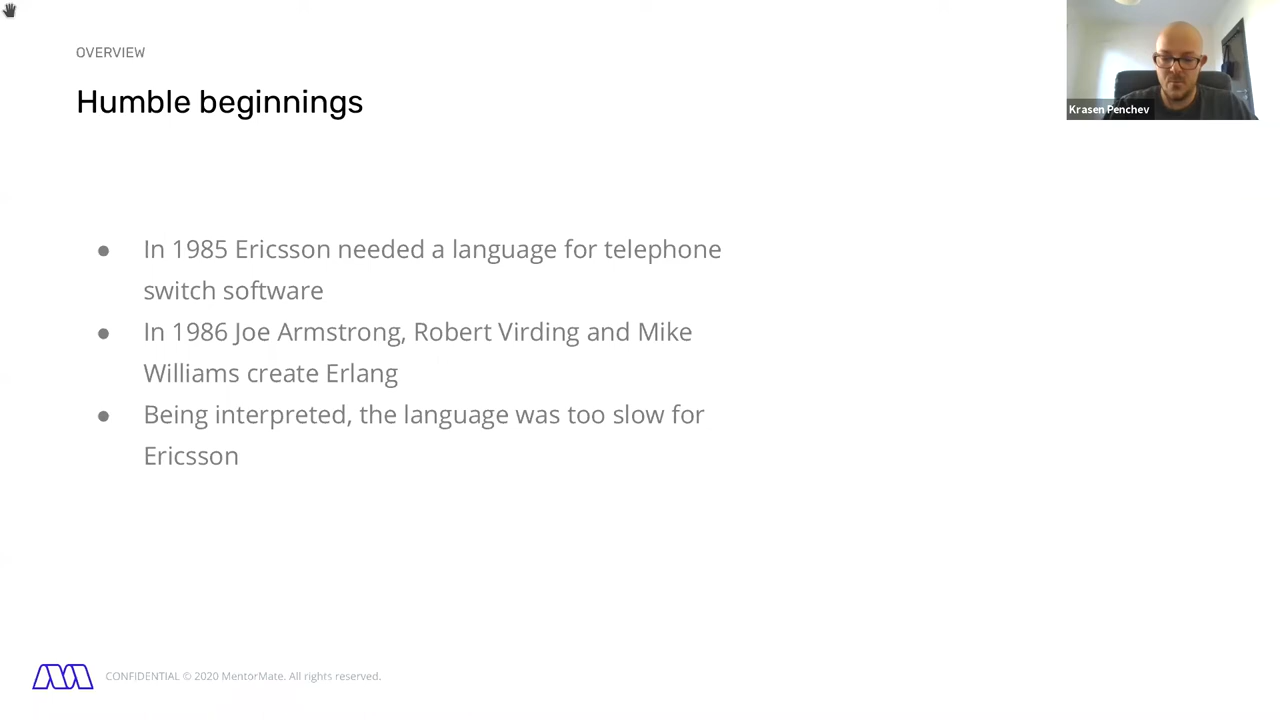 OVERVIEW
Humble beginnings
Krasen Penchev
● In 1985 Ericsson needed a language for telephone
switch software
● In 1986 Joe Armstrong, Robert Virding and Mike
Williams create Erlang
● Being interpreted, the language was too slow for
Ericsson
CONFIDENTIAL © 2020 MentorMate. All rights reserved.